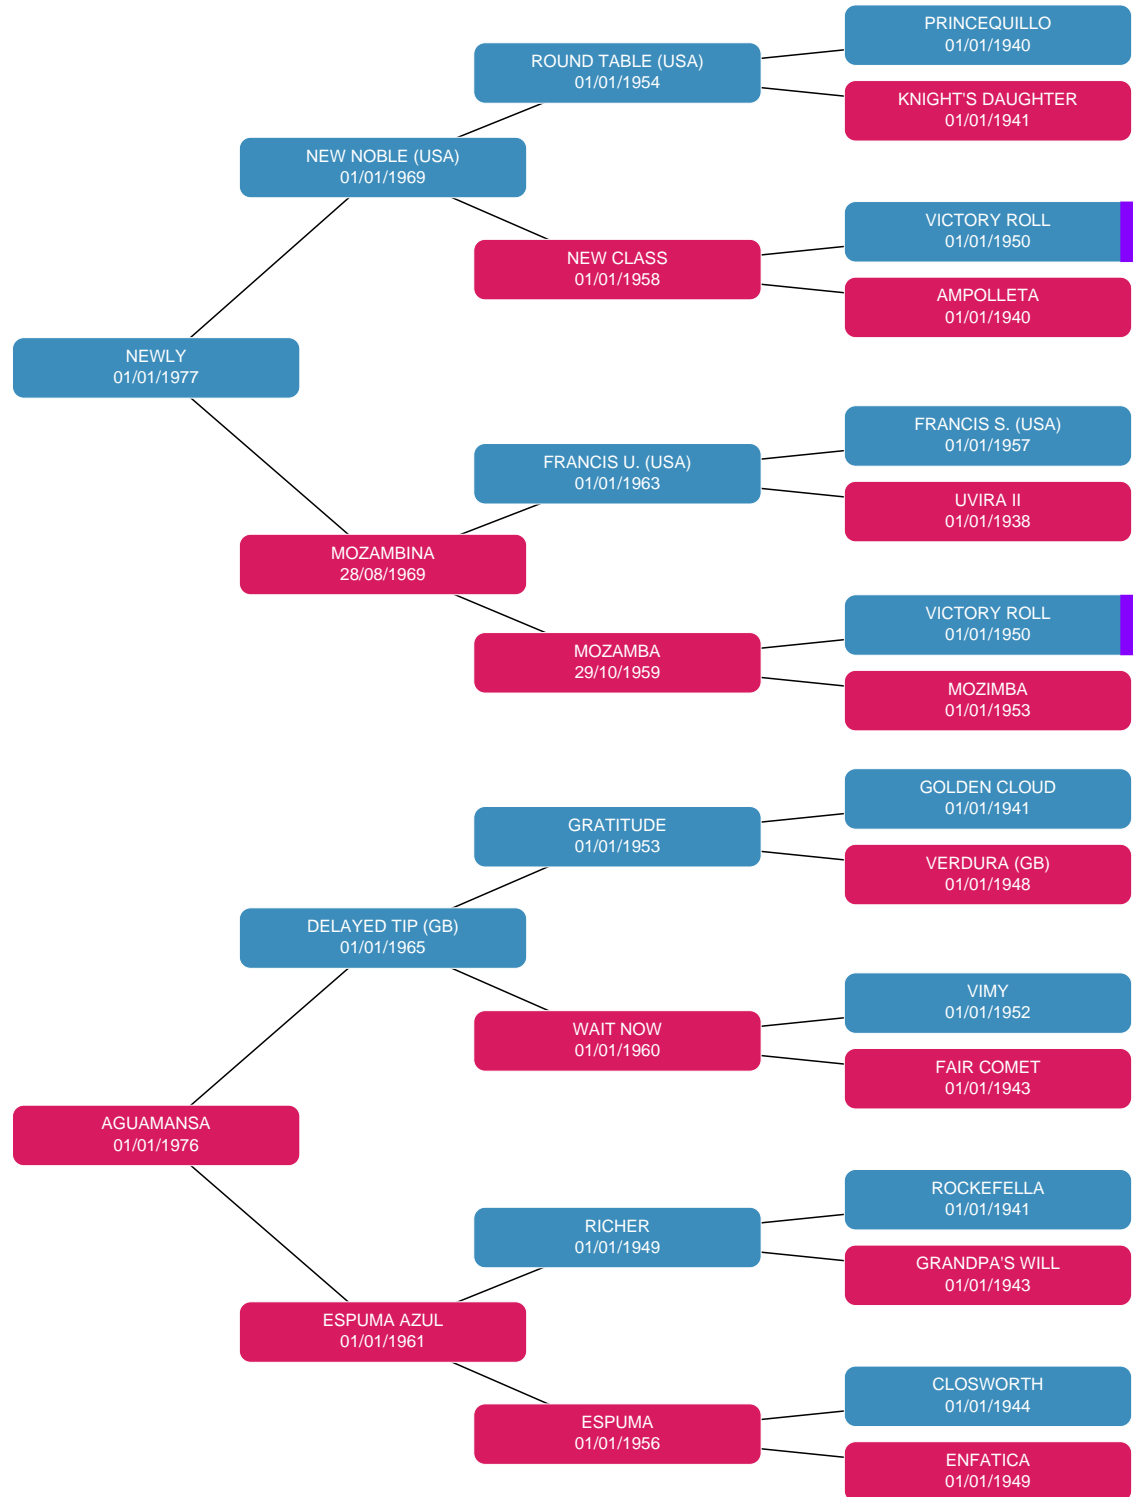 PRINCEQUILLO
01/01/1940
ROUND TABLE (USA)
01/01/1954
KNIGHT'S DAUGHTER
01/01/1941
NEW NOBLE (USA)
01/01/1969
VICTORY ROLL
01/01/1950
NEW CLASS
01/01/1958
AMPOLLETA
01/01/1940
NEWLY
01/01/1977
FRANCIS S. (USA)
01/01/1957
FRANCIS U. (USA)
01/01/1963
UVIRA II
01/01/1938
MOZAMBINA
28/08/1969
VICTORY ROLL
01/01/1950
MOZAMBA
29/10/1959
MOZIMBA
01/01/1953
GOLDEN CLOUD
01/01/1941
GRATITUDE
01/01/1953
VERDURA (GB)
01/01/1948
DELAYED TIP (GB)
01/01/1965
VIMY
01/01/1952
WAIT NOW
01/01/1960
FAIR COMET
01/01/1943
AGUAMANSA
01/01/1976
ROCKEFELLA
01/01/1941
RICHER
01/01/1949
GRANDPA'S WILL
01/01/1943
ESPUMA AZUL
01/01/1961
CLOSWORTH
01/01/1944
ESPUMA
01/01/1956
ENFATICA
01/01/1949